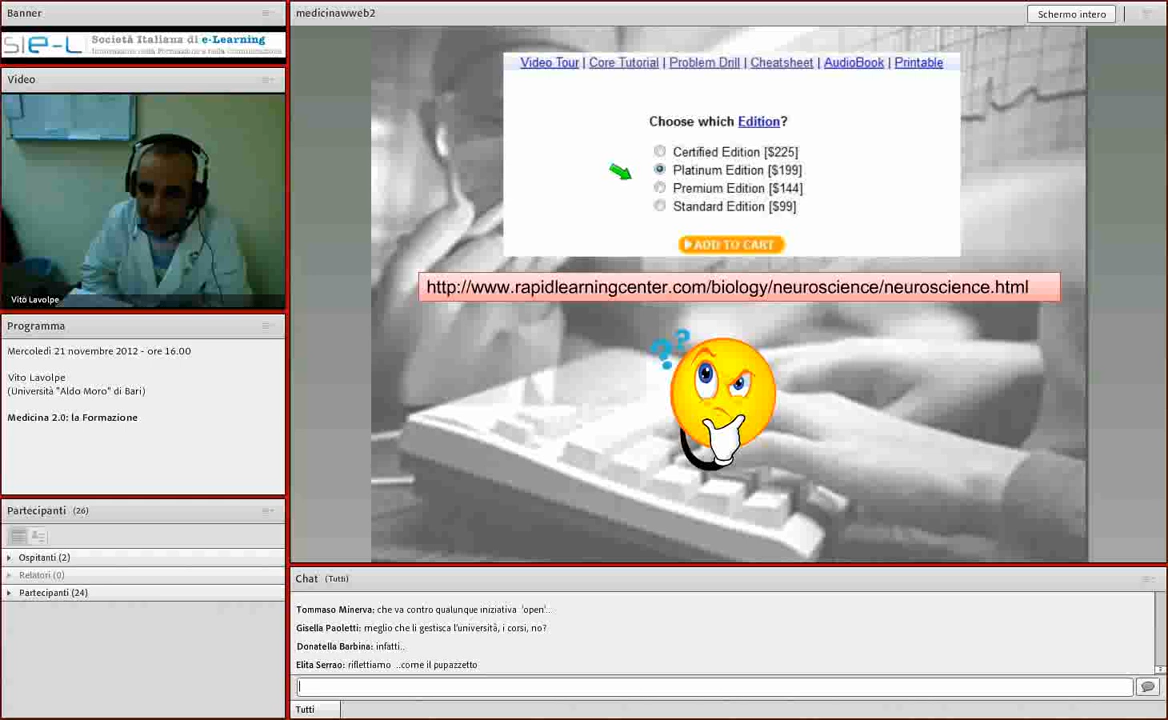 Banner
SIe-L Società Italiana di e-Learning
Video
Vito Lavolpe
Programma
Mercoledì 21 novembre 2012 - ore 16.00
Vito Lavolpe
(Università "Aldo Moro" di Bari)
Medicina 2.0: la Formazione
Partecipanti (26)
Ospitanti (2)
Relatori (0)
Partecipanti (24)
medicinawweb2
Schermo intero
Video Tour | Core Tutorial | Problem Drill | Cheatsheet | AudioBook | Printable
Choose which Edition?
Certified Edition [$225]
Platinum Edition [$199]
Premium Edition [$144]
Standard Edition [$99]
ADD TO CART
http://www.rapidlearningcenter.com/biology/neuroscience/neuroscience.html
? ?
Chat (Tutti)
Tommaso Minerva: che va contro qualunque iniziativa 'open'..
Gisella Paoletti: meglio che li gestisca l'università, i corsi, no?
Donatella Barbina: infatti..
Elita Serrao: riflettiamo ..come il pupazzetto
Tutti